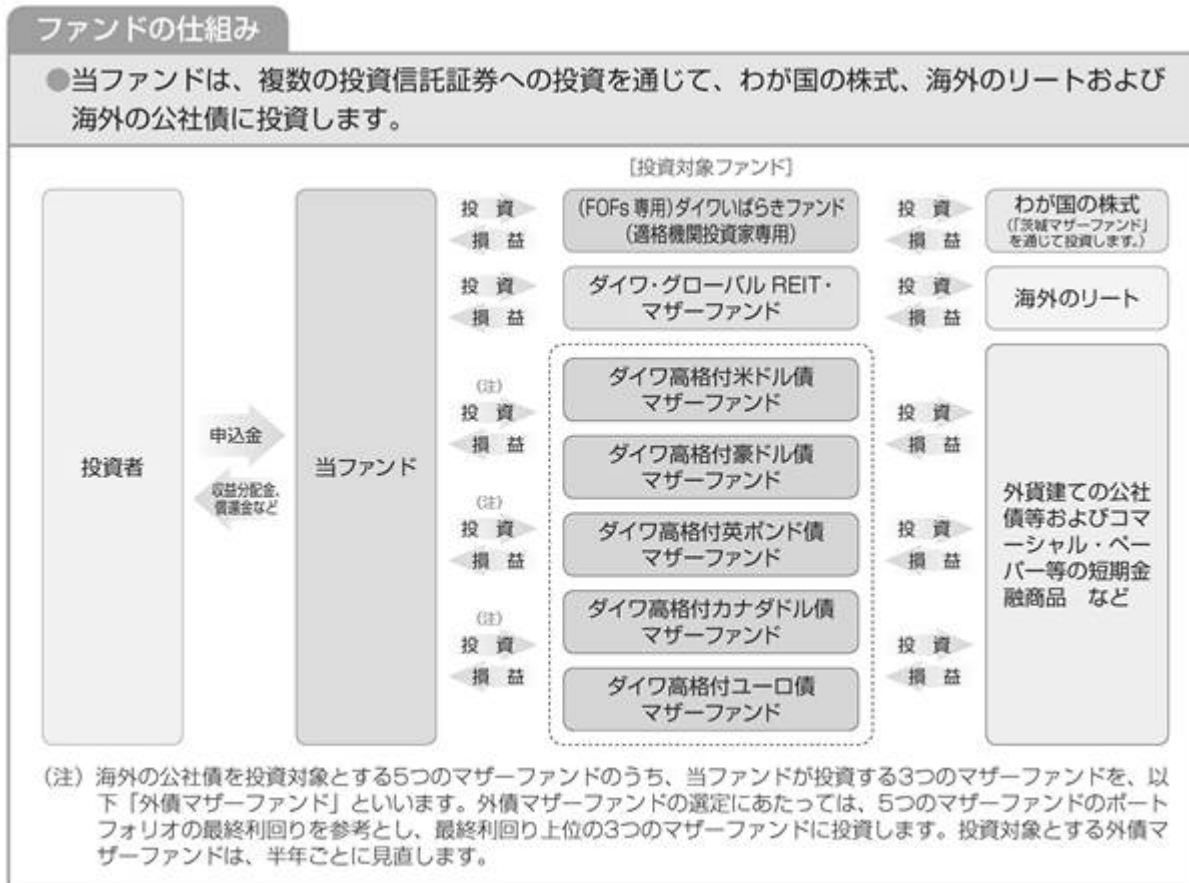 ファンドの仕組み
●当ファンドは、複数の投資信託証券への投資を通じて、わが国の株式、海外のリートおよび
海外の公社債に投資します。
[投資対象ファンド]
投資者
申込金
収益分配金、
償還金など
当ファンド
投 資
損 益
(FOFs専用)ダイワいばらきファンド
(適格機関投資家専用)
投 資
損 益
わが国の株式
(「茨城マザーファンド」
を通じて投資します。)
投 資
損 益
ダイワ・グローバル REIT・
マザーファンド
投 資
損 益
海外のリート
(注)
投 資
損 益
(注)
投 資
損 益
(注)
投 資
損 益
ダイワ高格付米ドル債
マザーファンド
ダイワ高格付豪ドル債
マザーファンド
ダイワ高格付英ポンド債
マザーファンド
ダイワ高格付カナダドル債
マザーファンド
ダイワ高格付ユーロ債
マザーファンド
投 資
損 益
投 資
損 益
投 資
損 益
外貨建ての公社
債等およびコマ
ーシャル・ペー
パー等の短期金
融商品 など
(注) 海外の公社債を投資対象とする5つのマザーファンドのうち、当ファンドが投資する3つのマザーファンドを、以
下「外債マザーファンド」といいます。外債マザーファンドの選定にあたっては、5つのマザーファンドのポート
フォリオの最終利回りを参考とし、最終利回り上位の3つのマザーファンドに投資します。投資対象とする外債マ
ザーファンドは、半年ごとに見直します。